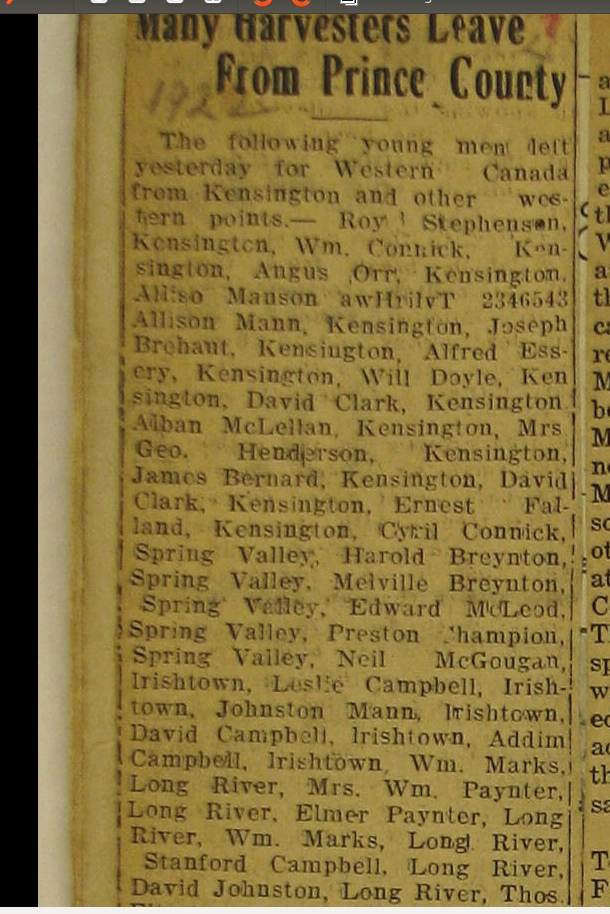 Many Harvesters Leave
From Prince County
192
The following young men left
yesterday for Western Canada
from Kensington and other wes-
tern points.— Roy Stephenson,
Kensington, Wm. Connick, Ken-
sington, Angus Orr, Kensington,
Aliso Manson awHrilvT 2346543
Allison Mann, Kensington, Joseph
Brehaut, Kensington, Alfred Ess-
ery, Kensington, Will Doyle, Ken
sington, David Clark, Kensington
Alban McLellan, Kensington, Mrs
Geo. Henderson, Kensington,
James Bernard, Kensington, David
Clark, Kensington, Ernest Fal-
land, Kensington, Cyril Connick,
Spring Valley, Harold Breynton,
Spring Valley, Melville Breynton,
Spring Valley, Edward McLeod,
Spring Valley, Preston Champion,
Spring Valley, Neil McGougan,
Irishtown, Leslie Campbell, Irish-
town, Johnston Mann, Irishtown,
David Campbell, Irishtown, Addim
Campbell, Irishtown, Wm. Marks,
Long River, Mrs. Wm. Paynter,
Long River, Elmer Paynter, Long
River, Wm. Marks, Long River,
Stanford Campbell, Long River,
David Johnston, Long River, Thos.